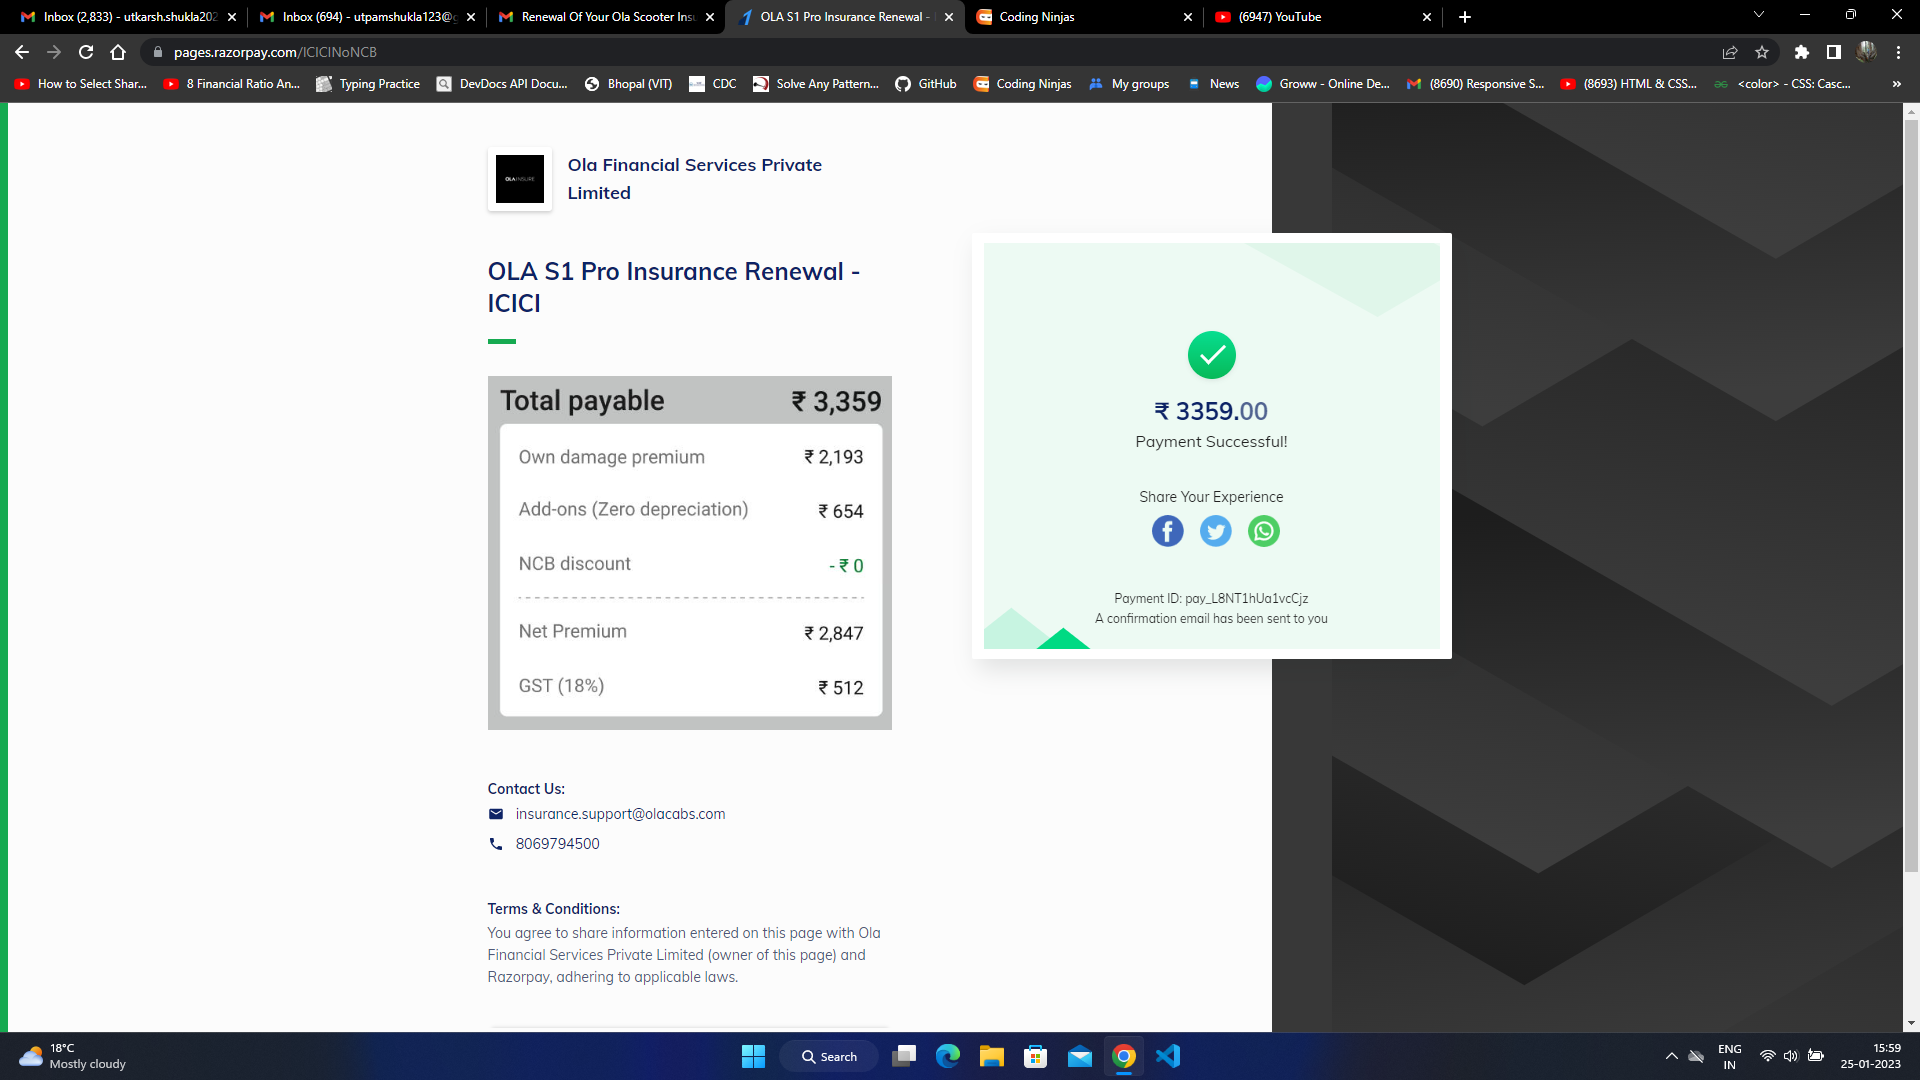 Inbox (2,833) - utkarsh.shukla202
Inbox (694) - utpamshukla123@g
Renewal Of Your Ola Scooter Insu
OLA S1 Pro Insurance Renewal -
Coding Ninjas
(6947) YouTube
pages.razorpay.com/ICICINoNCB
How to Select Shar...
8 Financial Ratio An...
Typing Practice
DevDocs API Docu...
Bhopal (VIT)
CDC
Solve Any Pattern...
GitHub
Coding Ninjas
My groups
News
Groww - Online De...
(8690) Responsive S...
(8693) HTML & CSS...
<color> - CSS: Casc...
»
OLA INSURE
Ola Financial Services Private
Limited
OLA S1 Pro Insurance Renewal -
ICICI
Total payable ₹ 3,359
Own damage premium ₹ 2,193
Add-ons (Zero depreciation) ₹ 654
NCB discount - ₹ 0
Net Premium ₹ 2,847
GST (18%) ₹ 512
₹ 3359.00
Payment Successful!
Share Your Experience
Payment ID: pay_L8NT1hUa1vcCjz
A confirmation email has been sent to you
Contact Us:
insurance.support@olacabs.com
8069794500
Terms & Conditions:
You agree to share information entered on this page with Ola
Financial Services Private Limited (owner of this page) and
Razorpay, adhering to applicable laws.
18°C
Mostly cloudy
Search
ENG
IN
15:59
25-01-2023